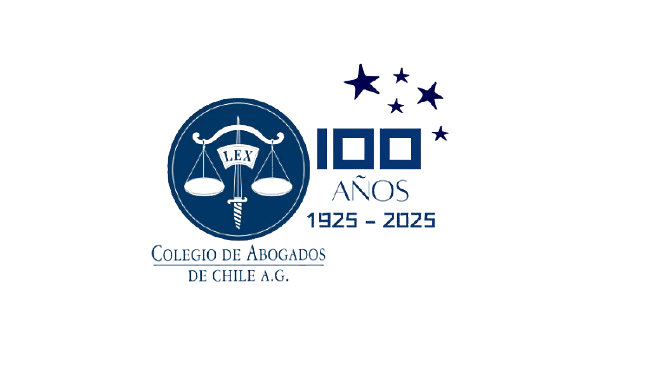 LEX
COLEGIO DE ABOGADOS
DE CHILE A.G.
100
AÑOS
1925 - 2025